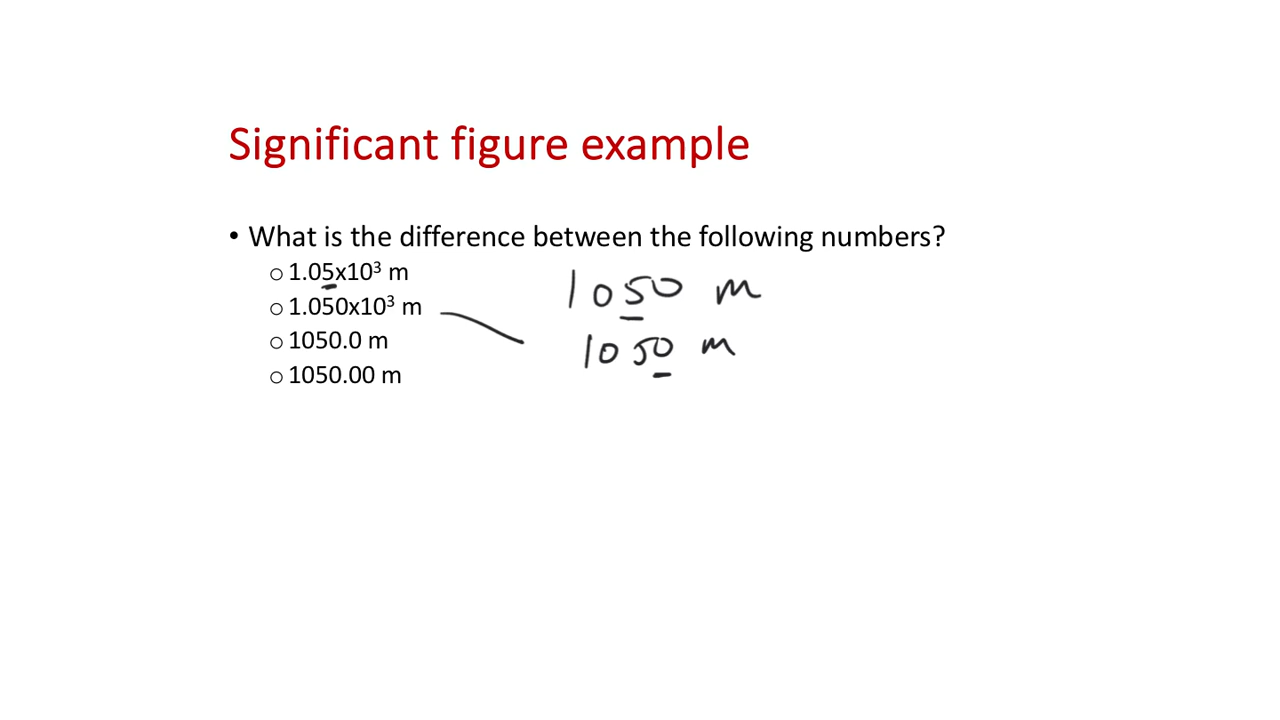 Significant figure example
• What is the difference between the following numbers?
○ 1.05x10³ m
○ 1.050x10³ m
○ 1050.0 m
○ 1050.00 m
1050 m
1050 m